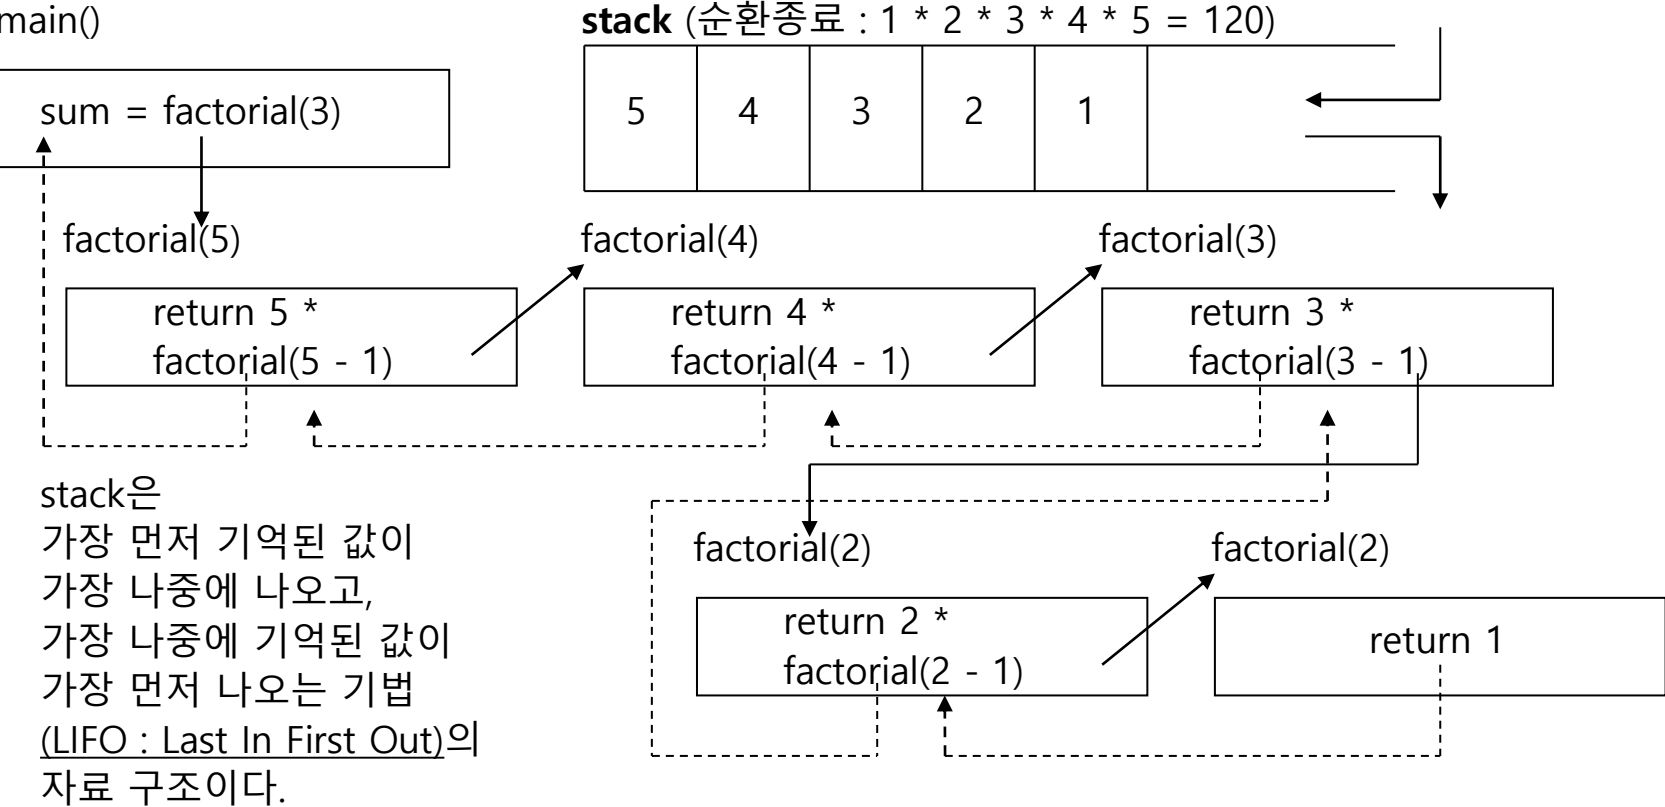 main()
stack (순환종료 : 1 * 2 * 3 * 4 * 5 = 120)
sum = factorial(3)
5 4 3 2 1
factorial(5)
factorial(4)
factorial(3)
return 5 *
factorial(5 - 1)
return 4 *
factorial(4 - 1)
return 3 *
factorial(3 - 1)
stack은
가장 먼저 기억된 값이
가장 나중에 나오고,
가장 나중에 기억된 값이
가장 먼저 나오는 기법
(LIFO : Last In First Out)의
자료 구조이다.
factorial(2)
factorial(2)
return 2 *
factorial(2 - 1)
return 1